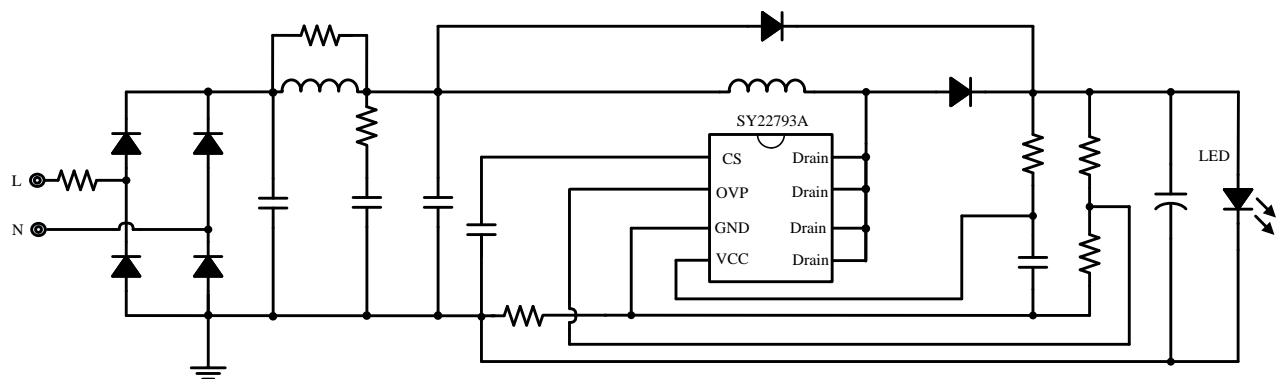 SY22793A
CS Drain
OVP Drain
GND Drain
VCC Drain
L
N
LED